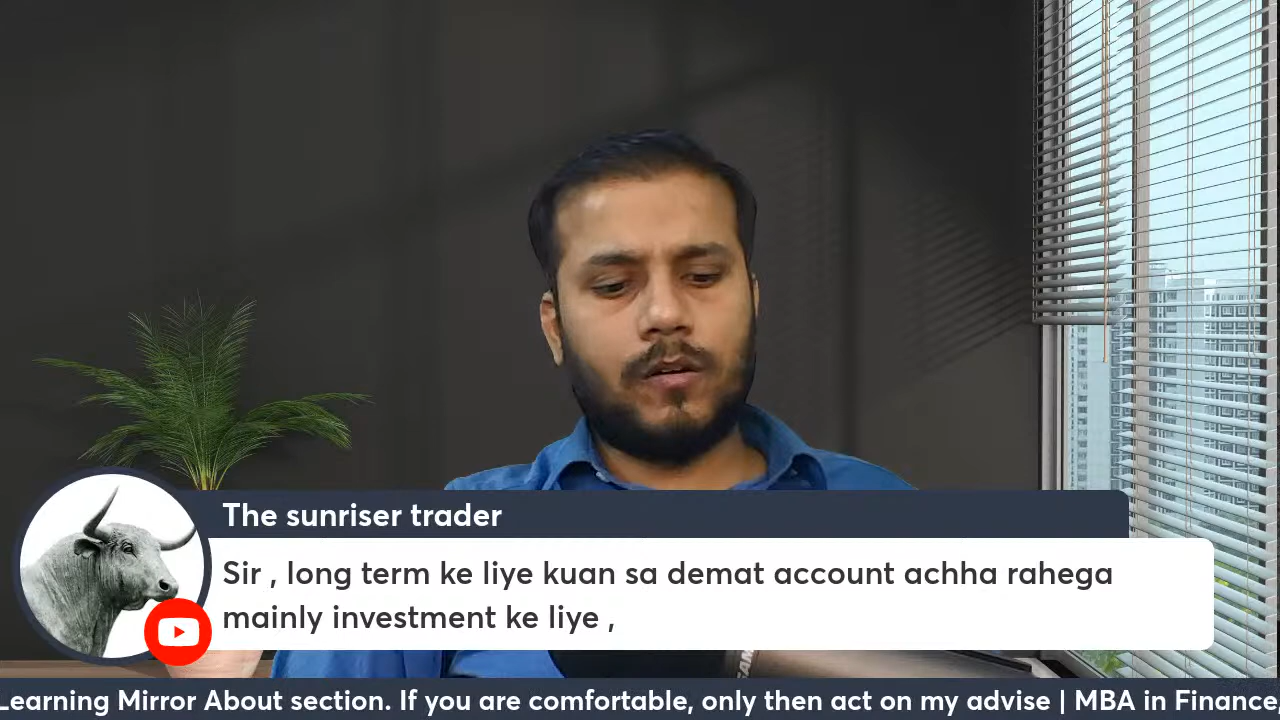 The sunriser trader
Sir , long term ke liye kuan sa demat account achha rahega
mainly investment ke liye ,
Learning Mirror About section. If you are comfortable, only then act on my advise | MBA in Finance,